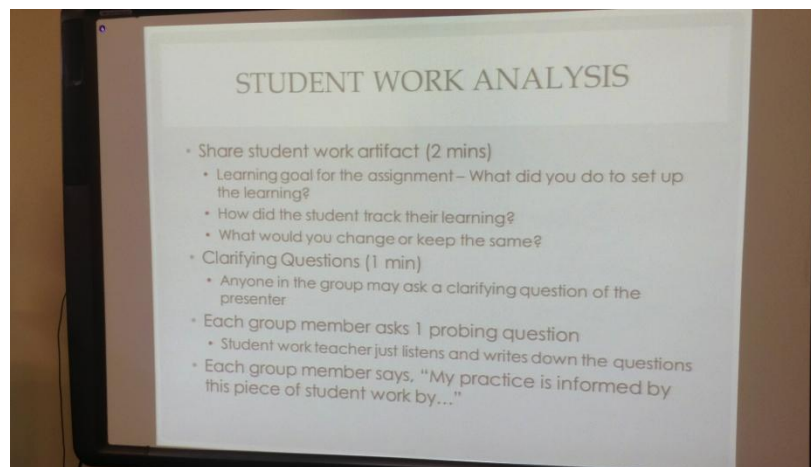 STUDENT WORK ANALYSIS
• Share student work artifact (2 mins)
• Learning goal for the assignment – What did you do to set up
the learning?
• How did the student track their learning?
• What would you change or keep the same?
• Clarifying Questions (1 min)
• Anyone in the group may ask a clarifying question of the
presenter
• Each group member asks 1 probing question
• Student work teacher just listens and writes down the questions
• Each group member says, “My practice is informed by
this piece of student work by…”